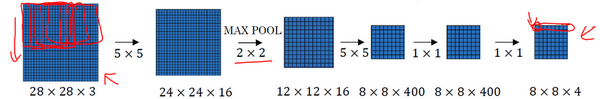 MAX POOL
5 × 5
2 × 2
5 × 5
1 × 1
1 × 1
28 × 28 × 3
24 × 24 × 16
12 × 12 × 16
8 × 8 × 400
8 × 8 × 400
8 × 8 × 4